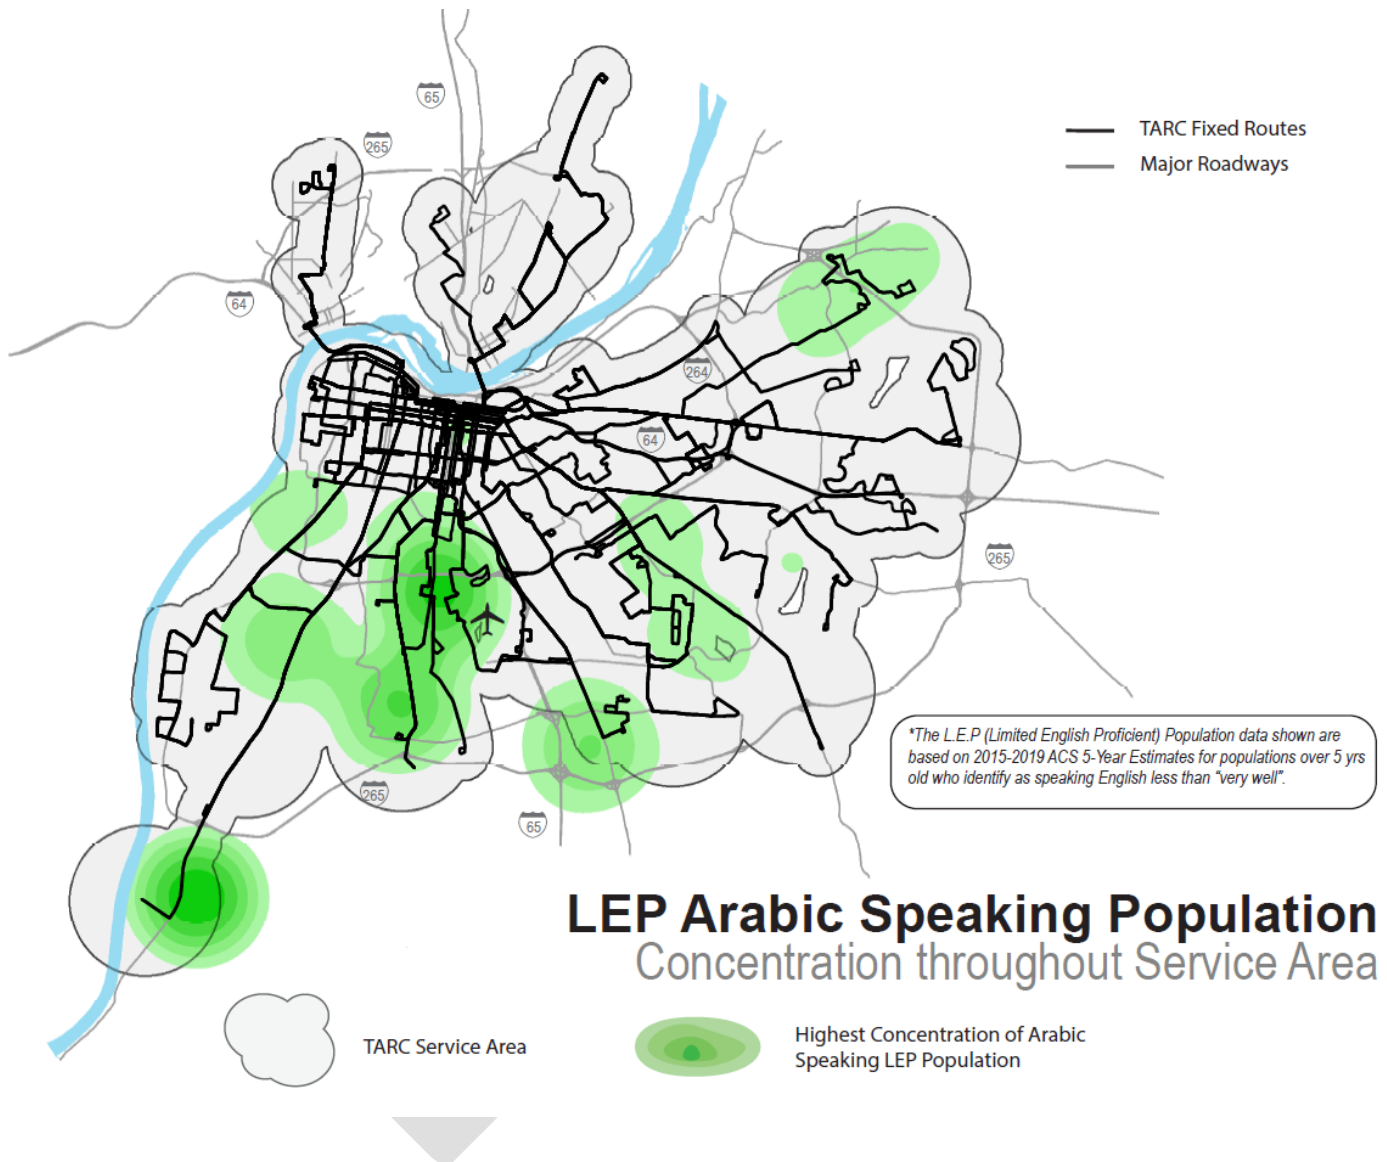 65
265
TARC Fixed Routes
Major Roadways
64
264
64
265
*The L.E.P (Limited English Proficient) Population data shown are
based on 2015-2019 ACS 5-Year Estimates for populations over 5 yrs
old who identify as speaking English less than “very well”.
265
65
LEP Arabic Speaking Population
Concentration throughout Service Area
TARC Service Area
Highest Concentration of Arabic
Speaking LEP Population